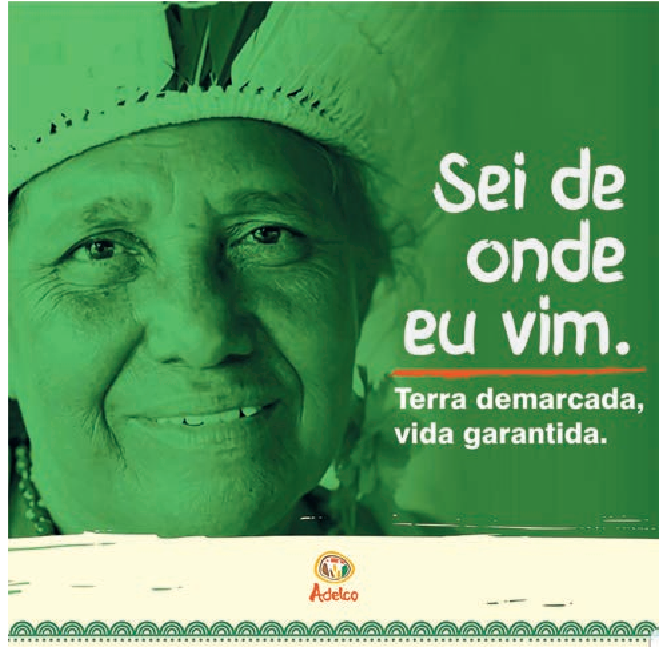 Sei de
onde
eu vim.
Terra demarcada,
vida garantida.
Adelco